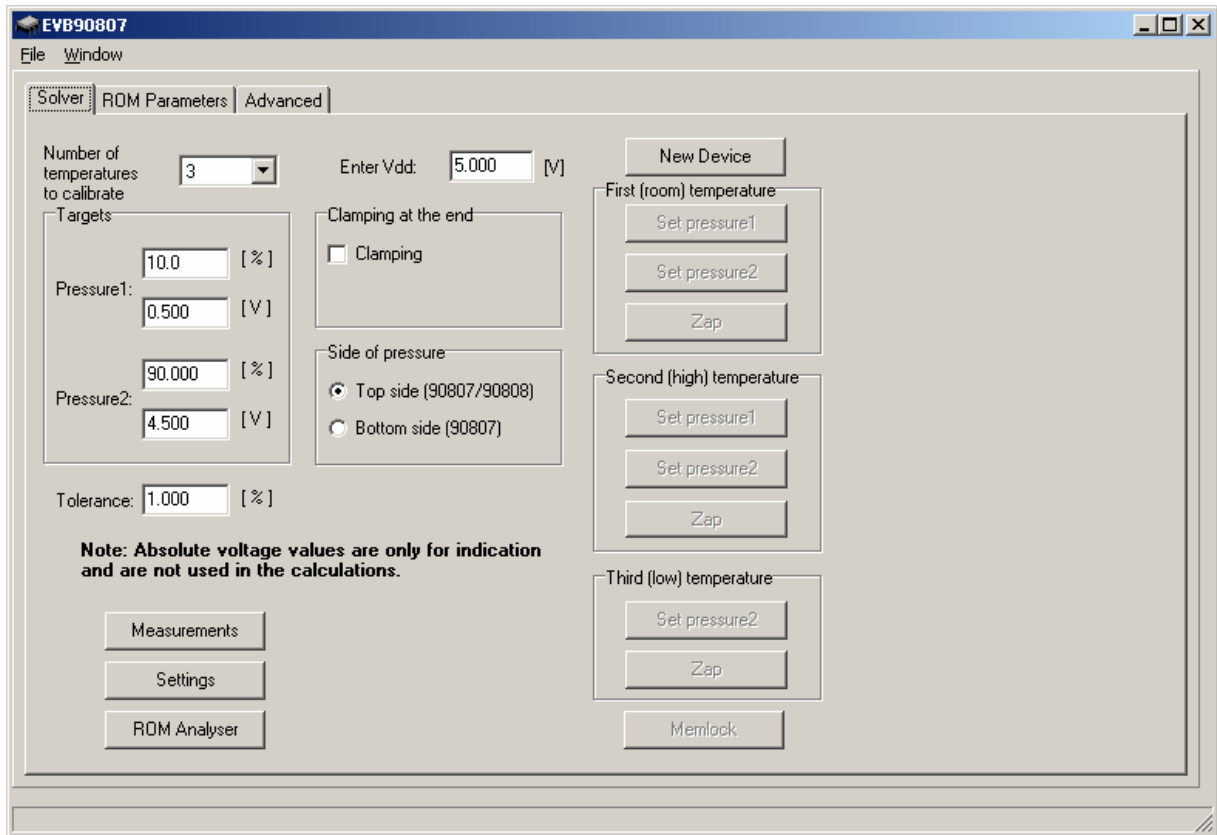 EVB90807
File Window
Solver ROM Parameters Advanced
Number of
temperatures
to calibrate
3
Enter Vdd: 5.000 [V]
New Device
Targets
Pressure1:
10.0 [ % ]
0.500 [ V ]
Pressure2:
90.000 [ % ]
4.500 [ V ]
Clamping at the end
Clamping
Side of pressure
Top side (90807/90808)
Bottom side (90807)
Tolerance: 1.000 [ % ]
Note: Absolute voltage values are only for indication
and are not used in the calculations.
Measurements
Settings
ROM Analyser
First (room) temperature
Set pressure1
Set pressure2
Zap
Second (high) temperature
Set pressure1
Set pressure2
Zap
Third (low) temperature
Set pressure2
Zap
Memlock